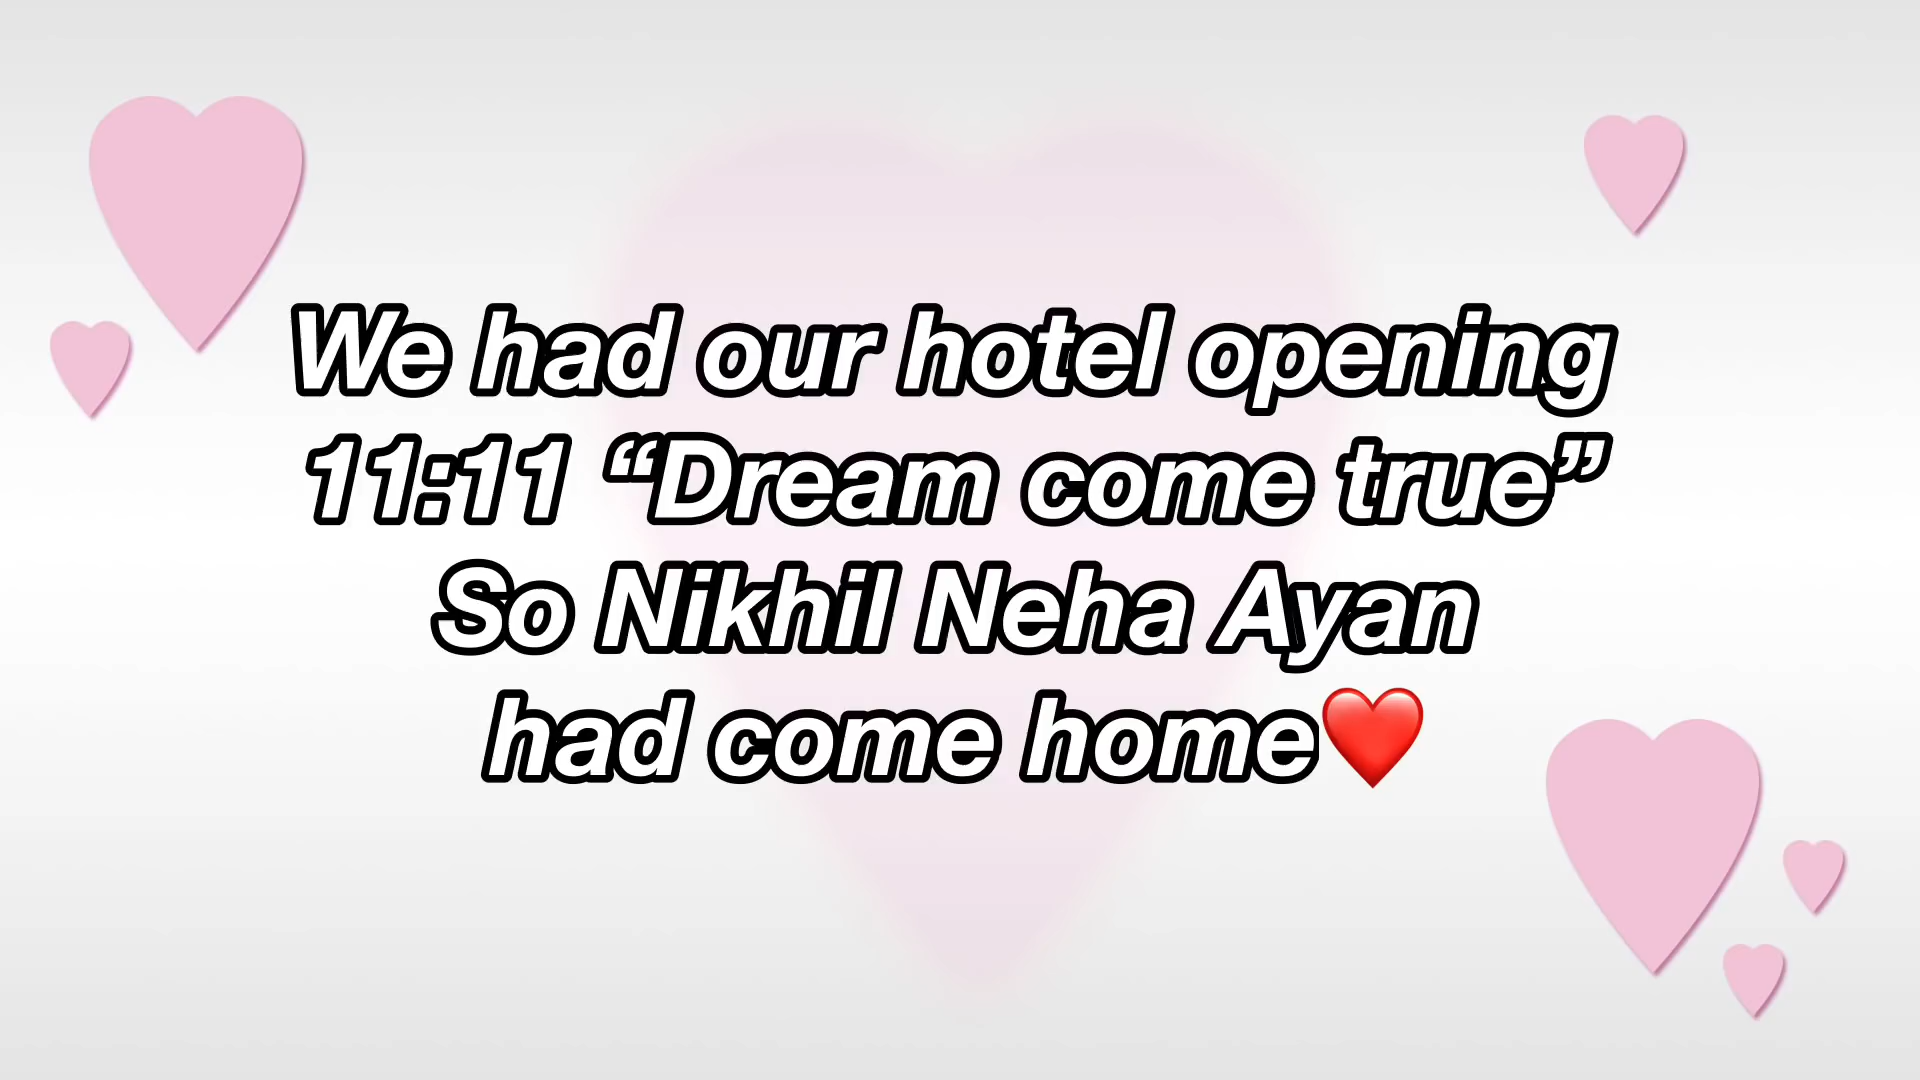 We had our hotel opening
11:11 “Dream come true”
So Nikhil Neha Ayan
had come home❤️